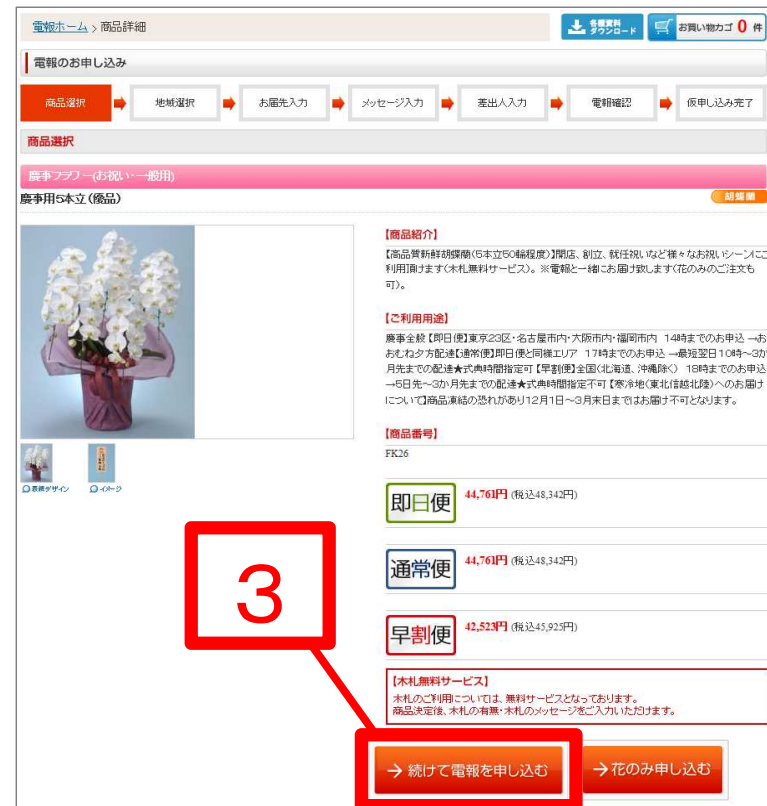 電報ホーム > 商品詳細
各種資料
ダウンロード
お買い物カゴ 0 件
電報のお申し込み
商品選択
地域選択
お届先入力
メッセージ入力
差出人入力
電報確認
仮申し込み完了
商品選択
慶事フラワー(お祝い・一般用)
慶事用5本立(優品)
胡蝶蘭
【商品紹介】
【高品質新鮮胡蝶蘭(5本立50輪程度)】開店、創立、就任祝いなど様々なお祝いシーンにご
利用頂けます(木札無料サービス)。※電報と一緒にお届け致します(花のみのご注文も
可)。
【ご利用用途】
慶事全般【即日便】東京23区・名古屋市内・大阪市内・福岡市内 14時までのお申込→お
おむね夕方配達【通常便】即日便と同様エリア 17時までのお申込→最短翌日10時～3か
月先までの配達★式典時間指定可【早割便】全国(北海道、沖縄除く) 18時までのお申込
→5日先～3か月先までの配達★式典時間指定不可【寒冷地(東北信越北陸)へのお届け
について】商品凍結の恐れがあり12月1日～3月末日まではお届け不可となります。
【商品番号】
FK26
表紙デザイン
イメージ
即日便
44,761円 (税込48,342円)
通常便
44,761円 (税込48,342円)
早割便
42,523円 (税込45,925円)
３
【木札無料サービス】
木札のご利用については、無料サービスとなっております。
商品決定後、木札の有無・木札のメッセージをご入力いただけます。
→ 続けて電報を申し込む
→ 花のみ申し込む